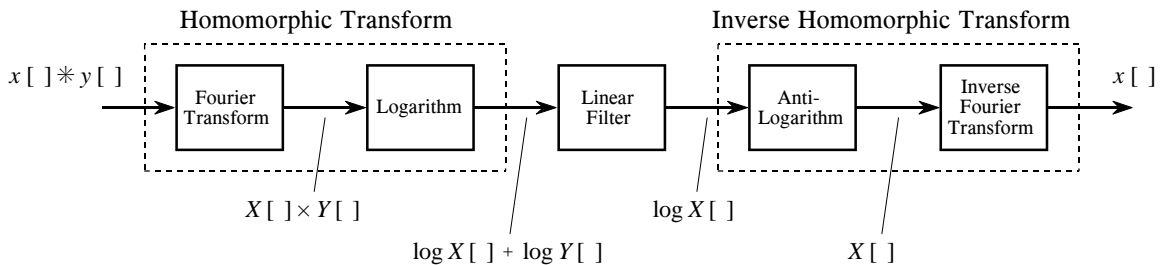 Homomorphic Transform
Inverse Homomorphic Transform
x [ ] ✳ y [ ]
Fourier
Transform
Logarithm
Linear
Filter
Anti-
Logarithm
Inverse
Fourier
Transform
x [ ]
X [ ] × Y [ ]
log X [ ]
log X [ ] + log Y [ ]
X [ ]